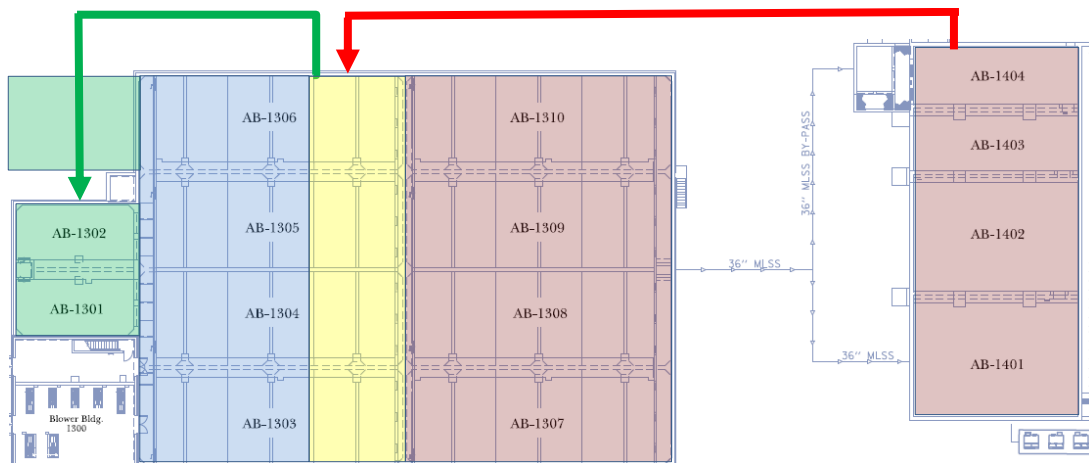 AB-1404
AB-1306
AB-1310
AB-1403
36" MLSS BY-PASS
AB-1305
AB-1309
AB-1302
AB-1402
36" MLSS
AB-1301
AB-1304
AB-1308
36" MLSS
AB-1401
Blower Bldg.
1300
AB-1303
AB-1307